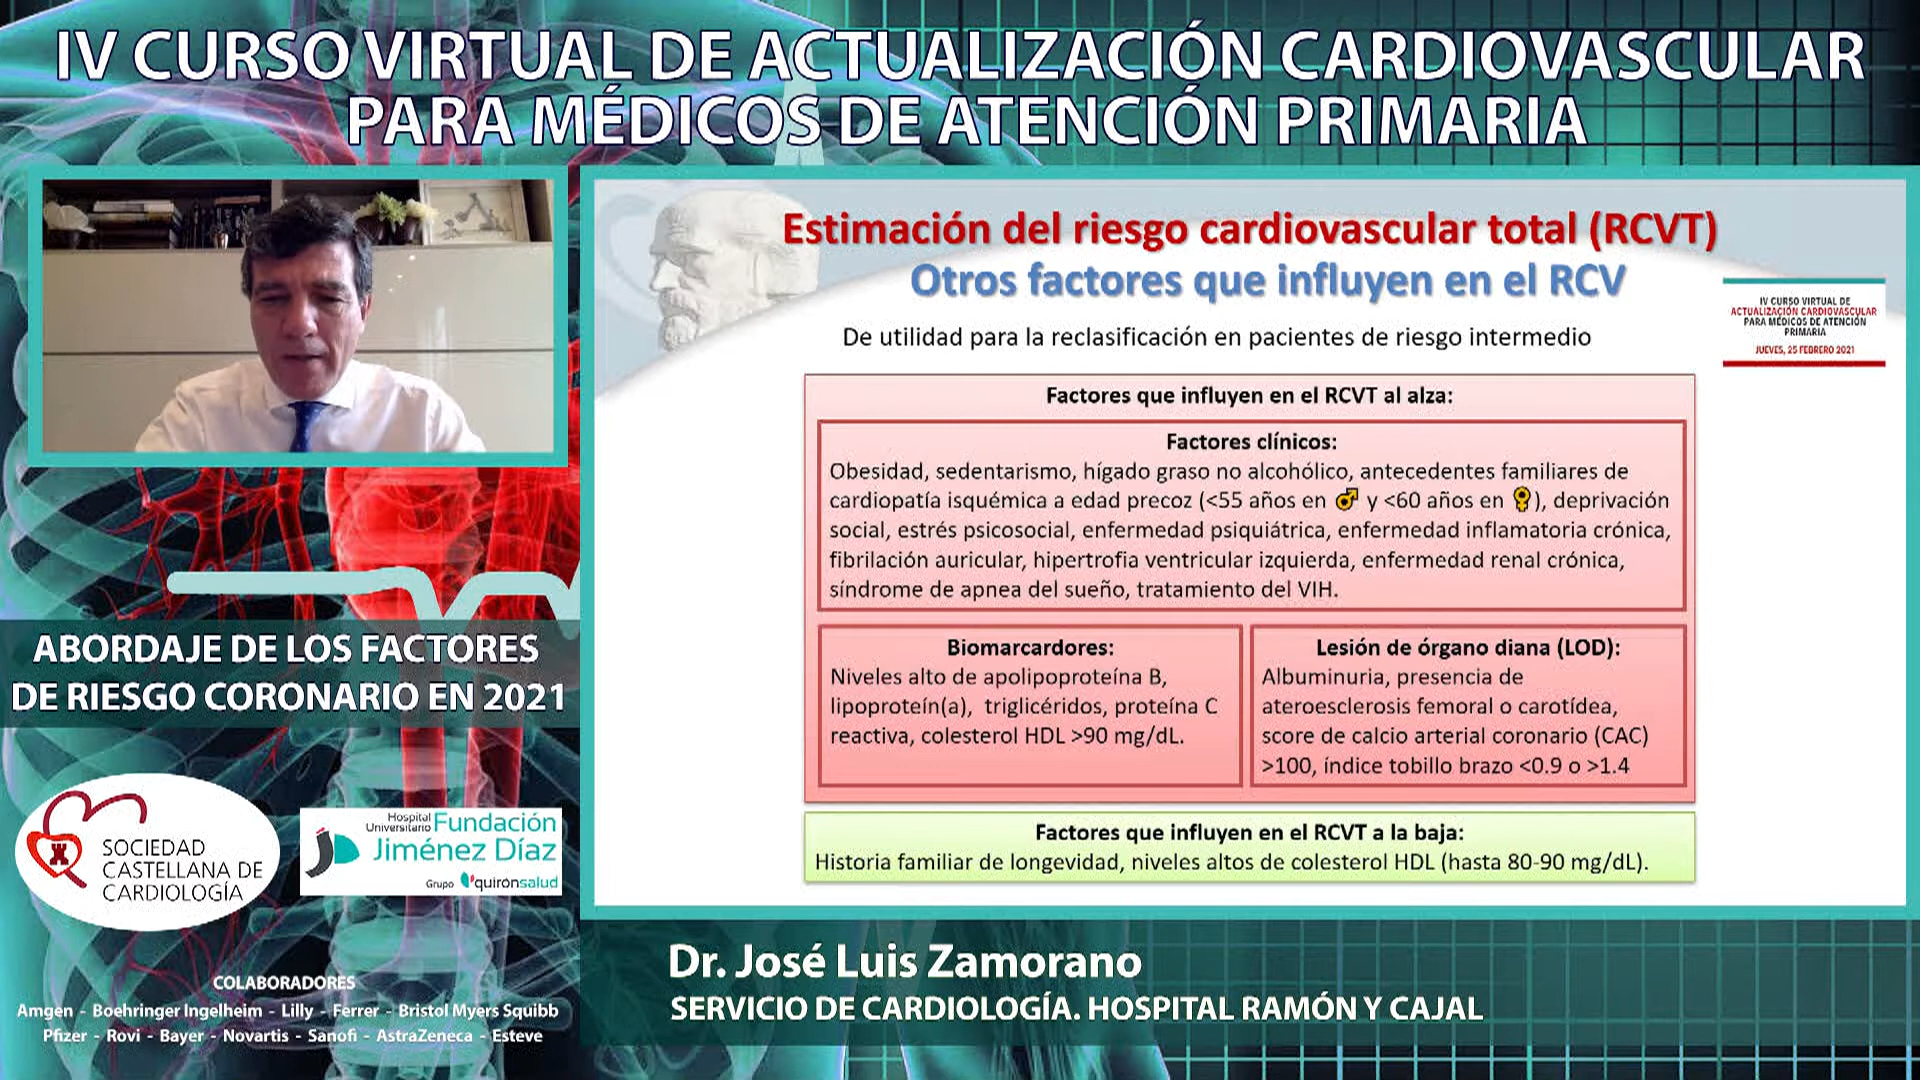 IV CURSO VIRTUAL DE ACTUALIZACIÓN CARDIOVASCULAR
PARA MÉDICOS DE ATENCIÓN PRIMARIA
Estimación del riesgo cardiovascular total (RCVT)
Otros factores que influyen en el RCV
De utilidad para la reclasificación en pacientes de riesgo intermedio
IV CURSO VIRTUAL DE
ACTUALIZACIÓN CARDIOVASCULAR
PARA MÉDICOS DE ATENCIÓN
PRIMARIA
JUEVES, 25 FEBRERO 2021
Factores que influyen en el RCVT al alza:
Factores clínicos:
Obesidad, sedentarismo, hígado graso no alcohólico, antecedentes familiares de
cardiopatía isquémica a edad precoz (<55 años en ♂ y <60 años en ♀), deprivación
social, estrés psicosocial, enfermedad psiquiátrica, enfermedad inflamatoria crónica,
fibrilación auricular, hipertrofia ventricular izquierda, enfermedad renal crónica,
síndrome de apnea del sueño, tratamiento del VIH.
Biomarcardores:
Niveles alto de apolipoproteína B,
lipoproteín(a), triglicéridos, proteína C
reactiva, colesterol HDL >90 mg/dL.
Lesión de órgano diana (LOD):
Albuminuria, presencia de
ateroesclerosis femoral o carotídea,
score de calcio arterial coronario (CAC)
>100, índice tobillo brazo <0.9 o >1.4
Factores que influyen en el RCVT a la baja:
Historia familiar de longevidad, niveles altos de colesterol HDL (hasta 80-90 mg/dL).
ABORDAJE DE LOS FACTORES
DE RIESGO CORONARIO EN 2021
SOCIEDAD
CASTELLANA DE
CARDIOLOGÍA
Hospital
Universitario Fundación
Jiménez Díaz
Grupo quirónsalud
COLABORADORES
Amgen - Boehringer Ingelheim - Lilly - Ferrer - Bristol Myers Squibb
Pfizer - Rovi - Bayer - Novartis - Sanofi - AstraZeneca - Esteve
Dr. José Luis Zamorano
SERVICIO DE CARDIOLOGÍA. HOSPITAL RAMÓN Y CAJAL